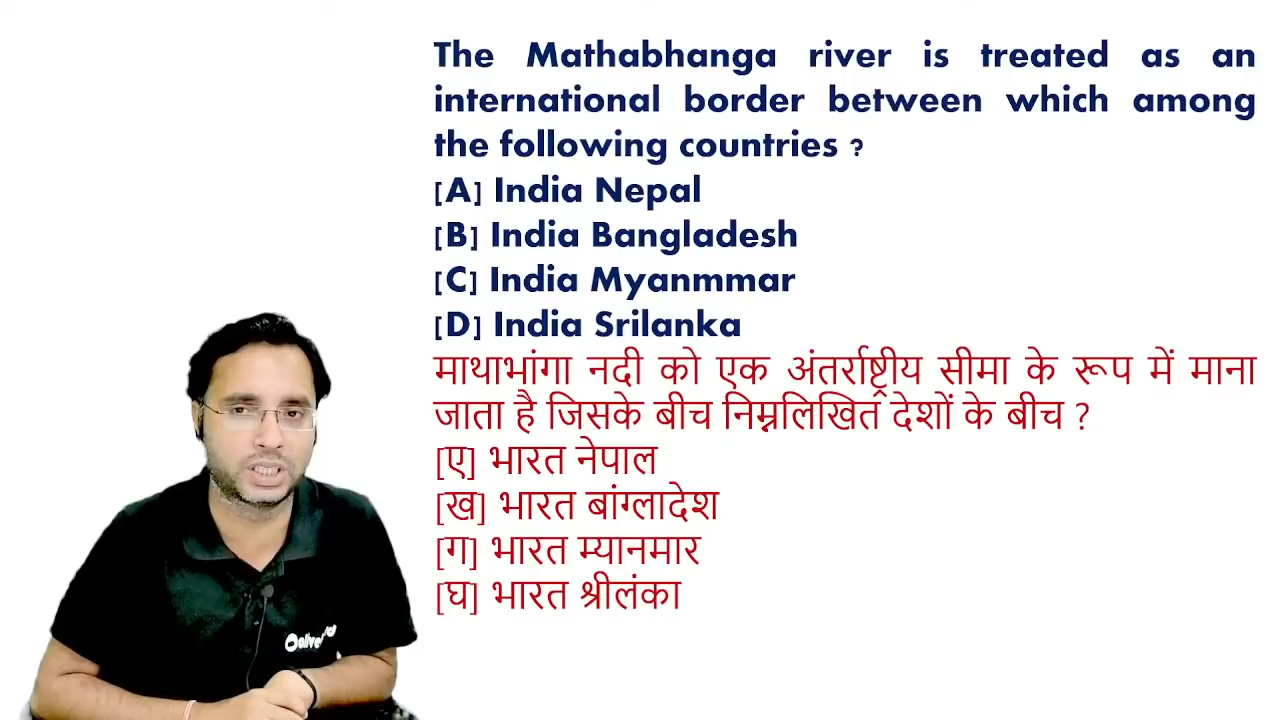 The Mathabhanga river is treated as an
international border between which among
the following countries ?
[A] India Nepal
[B] India Bangladesh
[C] India Myanmmar
[D] India Srilanka
माथाभांगा नदी को एक अंतर्राष्ट्रीय सीमा के रूप में माना
जाता है जिसके बीच निम्नलिखित देशों के बीच ?
[ए] भारत नेपाल
[ख] भारत बांग्लादेश
[ग] भारत म्यानमार
[घ] भारत श्रीलंका